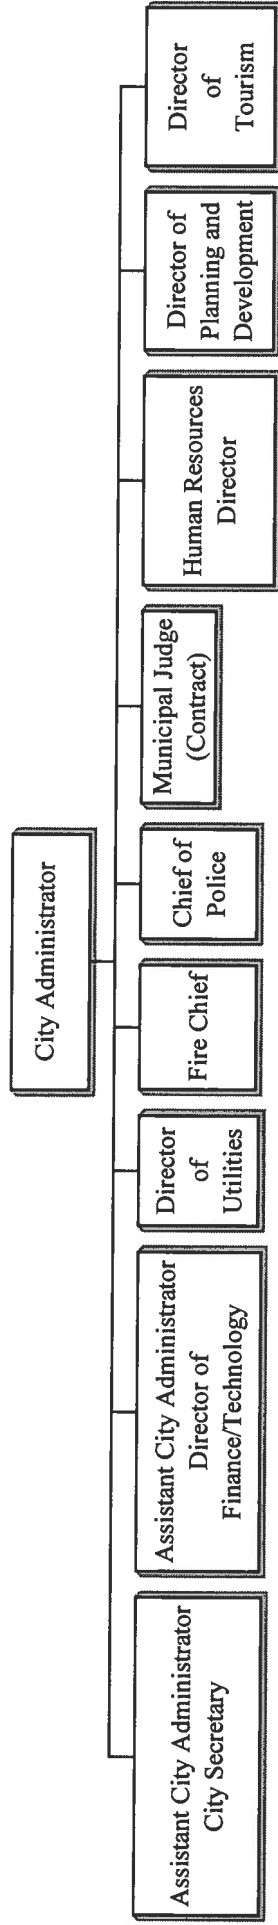 City Administrator
Assistant City Administrator
City Secretary
Assistant City Administrator
Director of
Finance/Technology
Director
of
Utilities
Fire Chief
Chief of
Police
Municipal Judge
(Contract)
Human Resources
Director
Director of
Planning and
Development
Director
of
Tourism